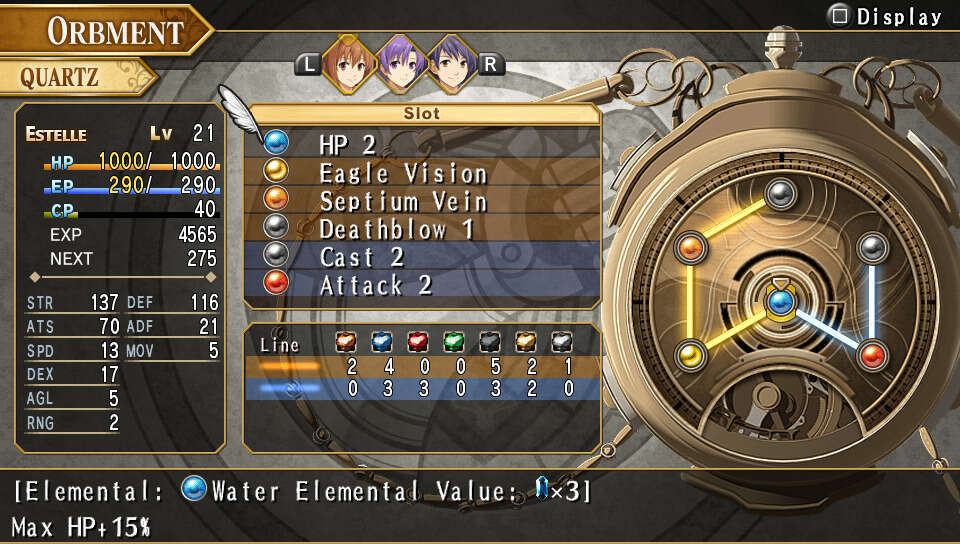 ORBMENT
□ Display
QUARTZ
L R
Slot
ESTELLE Lv 21
HP 1000/ 1000
EP 290/ 290
CP 40
EXP 4565
NEXT 275
STR 137 DEF 116
ATS 70 ADF 21
SPD 13 MOV 5
DEX 17
AGL 5
RNG 2
HP 2
Eagle Vision
Septium Vein
Deathblow 1
Cast 2
Attack 2
Line
2 4 0 0 5 2 1
0 3 3 0 3 2 0
[Elemental: Water Elemental Value: ×3]
Max HP+15%